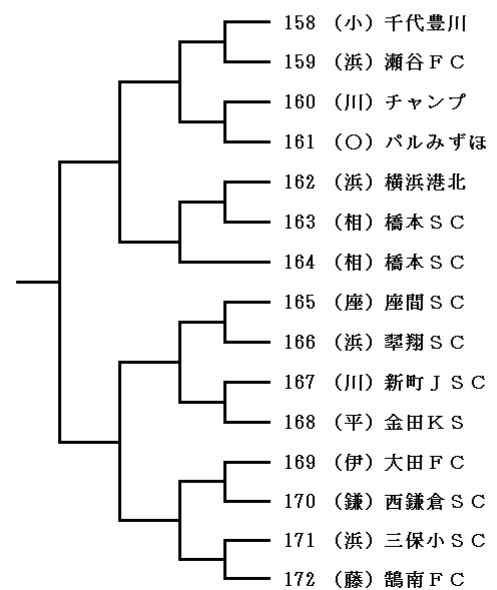 158 （小）千代豊川
159 （浜）瀬谷ＦＣ
160 （川）チャンプ
161 （〇）パルみずほ
162 （浜）横浜港北
163 （相）橋本ＳＣ
164 （相）橋本ＳＣ
165 （座）座間ＳＣ
166 （浜）翠翔ＳＣ
167 （川）新町ＪＳＣ
168 （平）金田ＫＳ
169 （伊）大田ＦＣ
170 （鎌）西鎌倉ＳＣ
171 （浜）三保小ＳＣ
172 （藤）鵠南ＦＣ